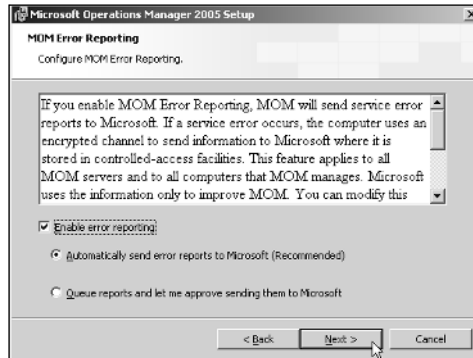 Microsoft Operations Manager 2005 Setup
MOM Error Reporting
Configure MOM Error Reporting.
If you enable MOM Error Reporting, MOM will send service error
reports to Microsoft. If a service error occurs, the computer uses an
encrypted channel to send information to Microsoft where it is
stored in controlled-access facilities. This feature applies to all
MOM servers and to all computers that MOM manages. Microsoft
uses the information only to improve MOM. You can modify this
Enable error reporting
Automatically send error reports to Microsoft (Recommended)
Queue reports and let me approve sending them to Microsoft
< Back Next > Cancel